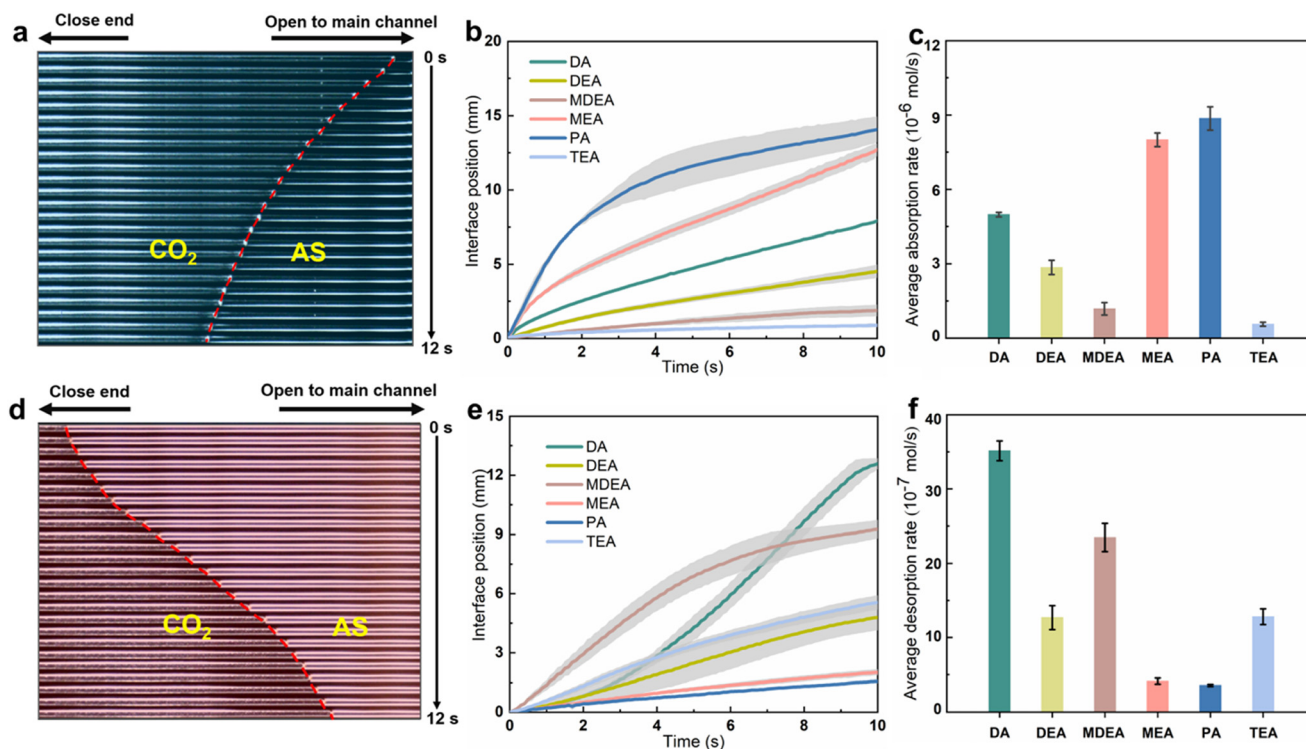 a
Close end
Open to main channel
0 s
CO2
AS
12 s
b
Interface position (mm)
20
15
10
5
0
DA
DEA
MDEA
MEA
PA
TEA
0 2 4 6 8 10
Time (s)
c
Average absorption rate (10⁻⁶ mol/s)
12
9
6
3
0
DA DEA MDEA MEA PA TEA
d
Close end
Open to main channel
0 s
CO2
AS
12 s
e
Interface position (mm)
15
12
9
6
3
0
DA
DEA
MDEA
MEA
PA
TEA
0 2 4 6 8 10
Time (s)
f
Average desorption rate (10⁻⁷ mol/s)
40
30
20
10
0
DA DEA MDEA MEA PA TEA